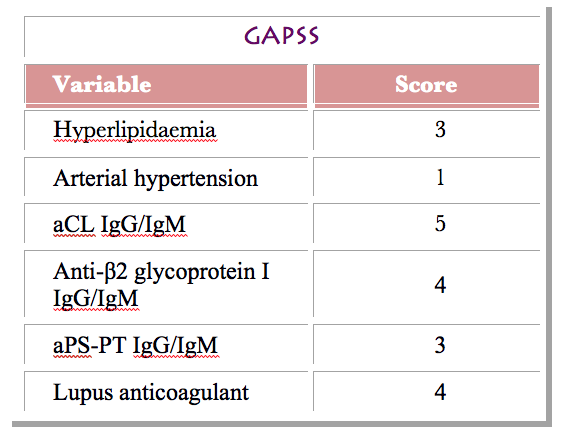 GAPSS
Variable Score
Hyperlipidaemia 3
Arterial hypertension 1
aCL IgG/IgM 5
Anti-β2 glycoprotein I
IgG/IgM 4
aPS-PT IgG/IgM 3
Lupus anticoagulant 4